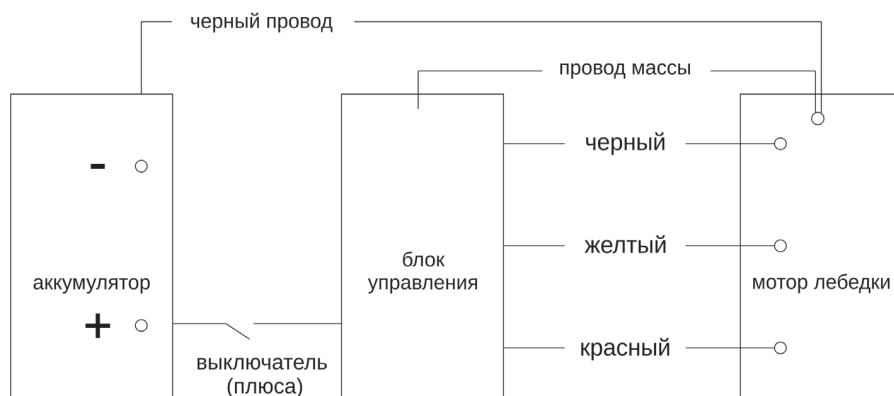 черный провод
провод массы
-
черный
желтый
блок
управления
аккумулятор
мотор лебедки
+
красный
выключатель
(плюса)